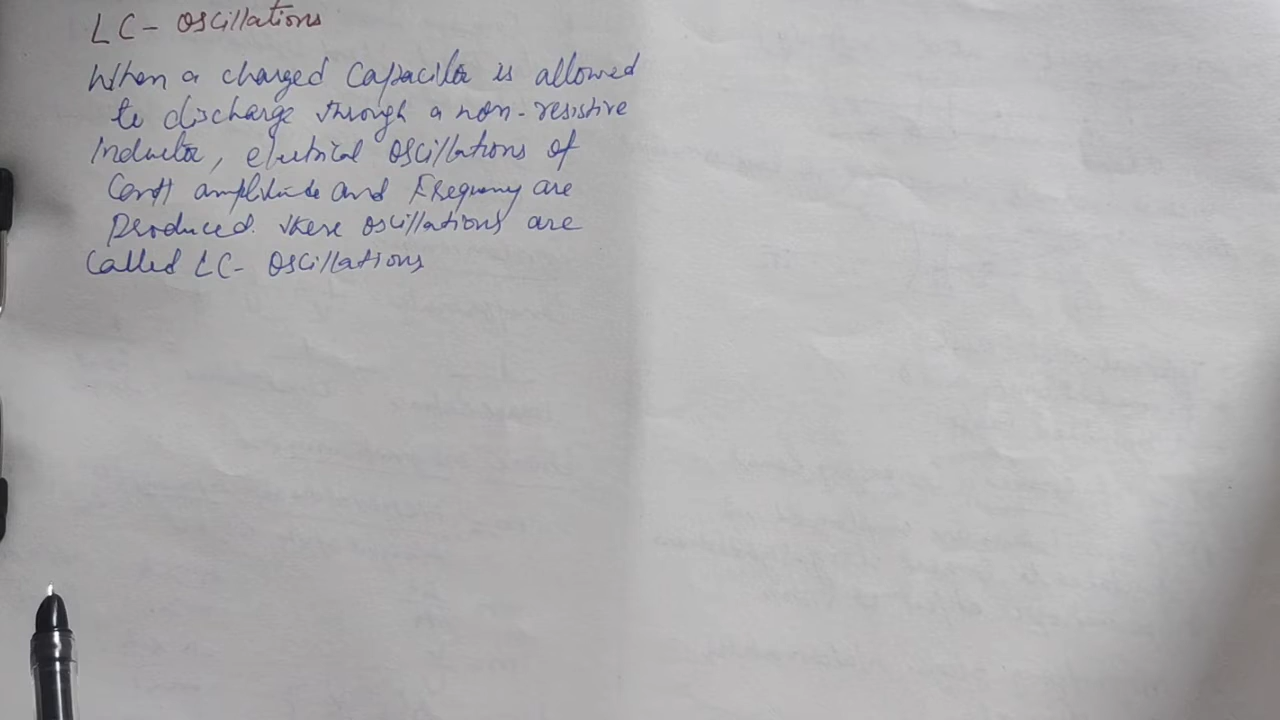 LC- Oscillations
When a charged Capacitor is allowed
to discharge through a non-resistive
Inductor, electrical oscillations of
Const amplitude and Frequency are
produced. these oscillations are
Called LC- Oscillations